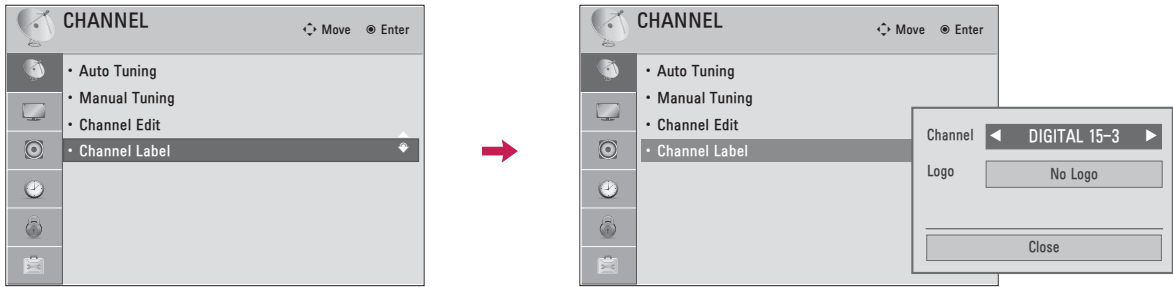 CHANNEL
Move
Enter
• Auto Tuning
• Manual Tuning
• Channel Edit
• Channel Label
CHANNEL
Move
Enter
• Auto Tuning
• Manual Tuning
• Channel Edit
• Channel Label
Channel ◀ DIGITAL 15-3 ▶
Logo No Logo
Close